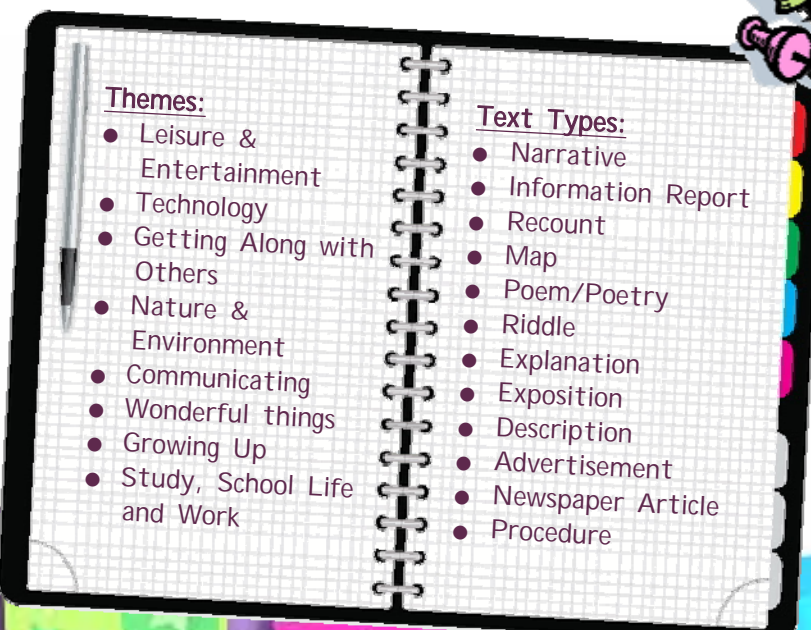 Themes:
● Leisure &
Entertainment
● Technology
● Getting Along with
Others
● Nature &
Environment
● Communicating
● Wonderful things
● Growing Up
● Study, School Life
and Work
Text Types:
● Narrative
● Information Report
● Recount
● Map
● Poem/Poetry
● Riddle
● Explanation
● Exposition
● Description
● Advertisement
● Newspaper Article
● Procedure